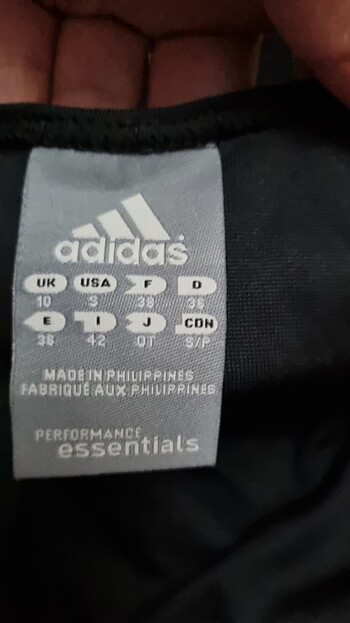 adidas
UK USA F D
10 S 38 36
E I J CDN
38 42 OT S/P
MADE IN PHILIPPINES
FABRIQUÉ AUX PHILIPPINES
PERFORMANCE
essentials